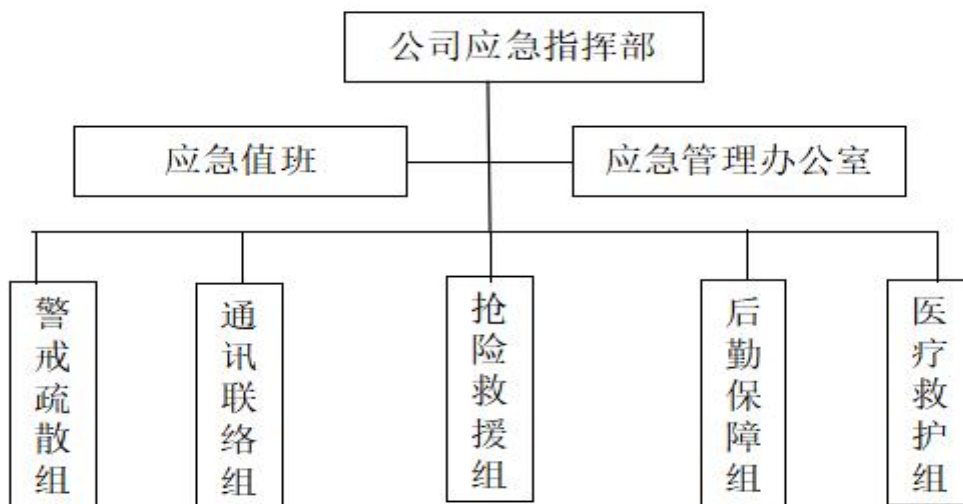 公司应急指挥部
应急值班
应急管理办公室
警戒疏散组
通讯联络组
抢险救援组
后勤保障组
医疗救护组